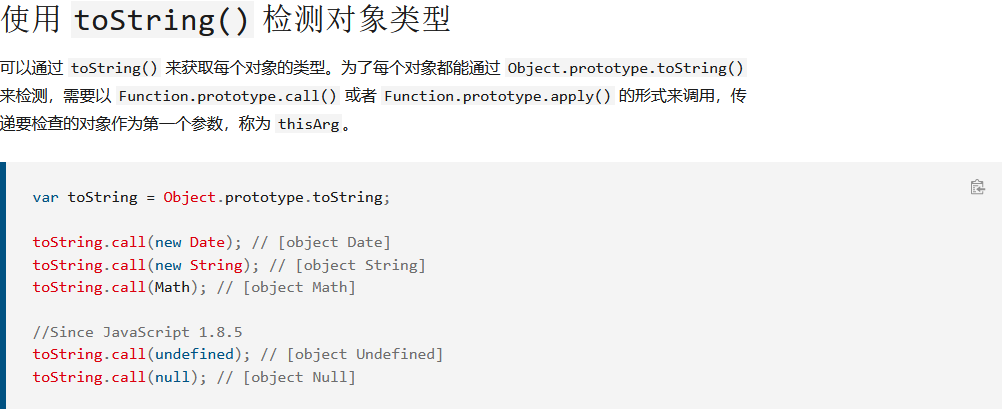 使用 toString() 检测对象类型
可以通过 toString() 来获取每个对象的类型。为了每个对象都能通过 Object.prototype.toString()
来检测，需要以 Function.prototype.call() 或者 Function.prototype.apply() 的形式来调用，传
递要检查的对象作为第一个参数，称为 thisArg。
var toString = Object.prototype.toString;
toString.call(new Date); // [object Date]
toString.call(new String); // [object String]
toString.call(Math); // [object Math]
//Since JavaScript 1.8.5
toString.call(undefined); // [object Undefined]
toString.call(null); // [object Null]